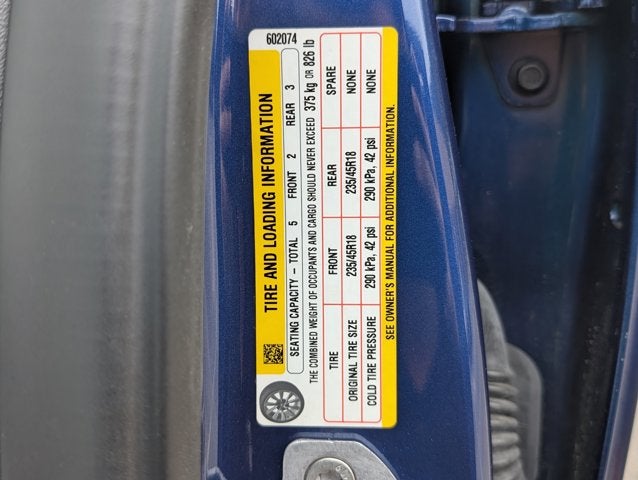 602074
TIRE AND LOADING INFORMATION
SEATING CAPACITY – TOTAL 5 FRONT 2 REAR 3
THE COMBINED WEIGHT OF OCCUPANTS AND CARGO SHOULD NEVER EXCEED 375 kg OR 826 lb
TIRE FRONT REAR SPARE
ORIGINAL TIRE SIZE 235/45R18 235/45R18 NONE
COLD TIRE PRESSURE 290 kPa, 42 psi 290 kPa, 42 psi NONE
SEE OWNER'S MANUAL FOR ADDITIONAL INFORMATION.